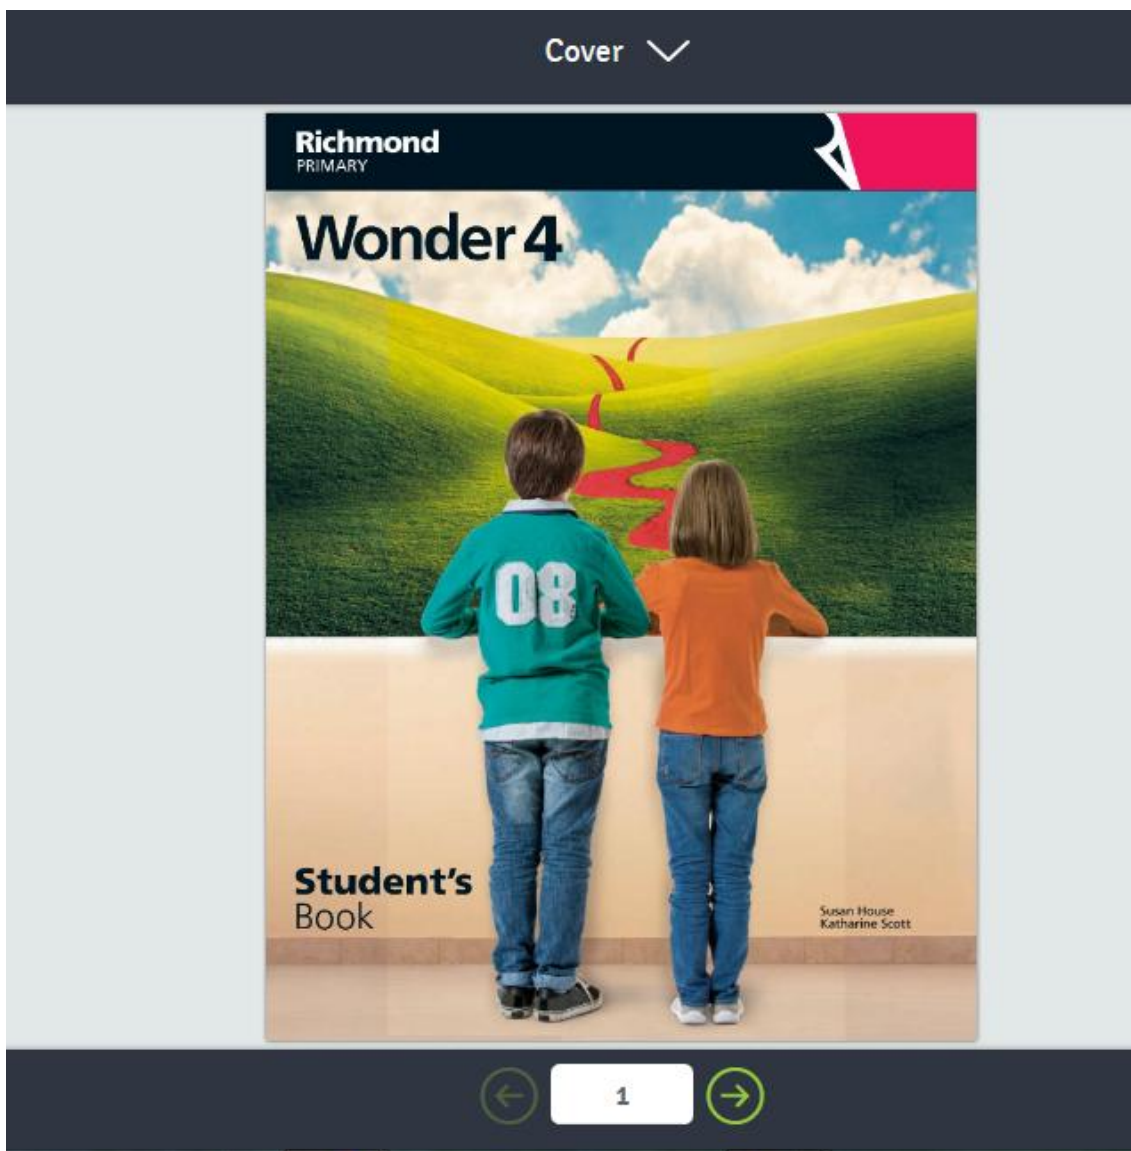 Cover
Richmond
PRIMARY
Wonder 4
08
Student's
Book
Susan House
Katharine Scott
1